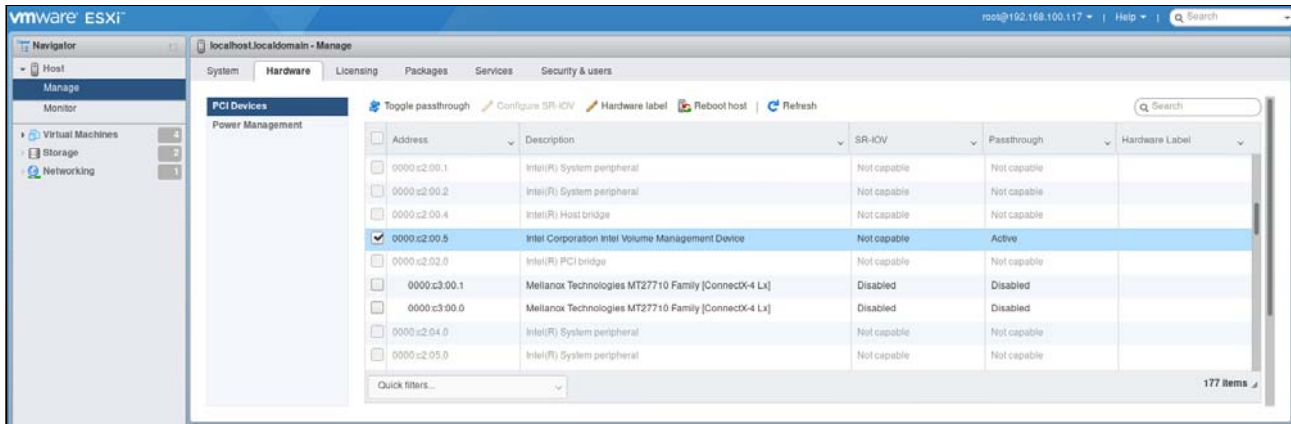 vmware ESXi™
root@192.168.100.117 | Help | Search
Navigator
Host
Manage
Monitor
Virtual Machines 4
Storage 2
Networking 1
localhost.localdomain - Manage
System Hardware Licensing Packages Services Security & users
PCI Devices
Power Management
Toggle passthrough Configure SR-IOV Hardware label Reboot host | Refresh Search
Address Description SR-IOV Passthrough Hardware Label
0000:c2:00.1 Intel(R) System peripheral Not capable Not capable
0000:c2:00.2 Intel(R) System peripheral Not capable Not capable
0000:c2:00.4 Intel(R) Host bridge Not capable Not capable
0000:c2:00.5 Intel Corporation Intel Volume Management Device Not capable Active
0000:c2:02.0 Intel(R) PCI bridge Not capable Not capable
0000:c3:00.1 Mellanox Technologies MT27710 Family [ConnectX-4 Lx] Disabled Disabled
0000:c3:00.0 Mellanox Technologies MT27710 Family [ConnectX-4 Lx] Disabled Disabled
0000:c2:04.0 Intel(R) System peripheral Not capable Not capable
0000:c2:05.0 Intel(R) System peripheral Not capable Not capable
Quick filters... 177 items